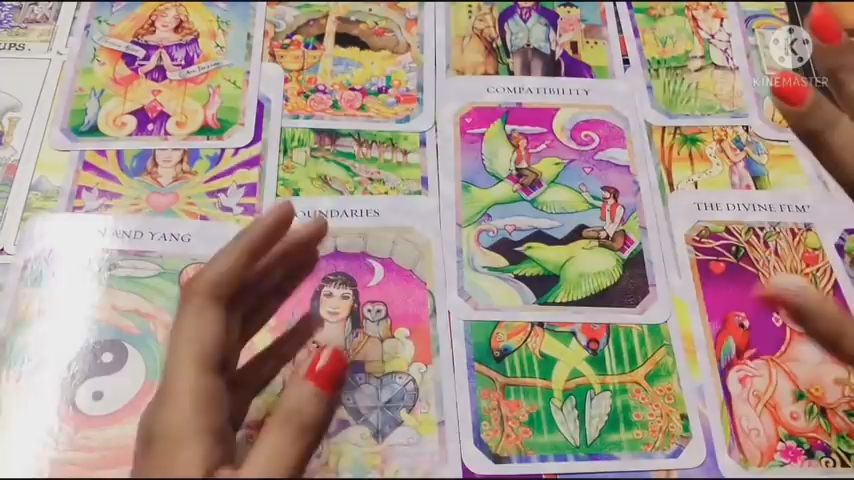 UPS
K
KINEMASTER
COMPATIBILITY
OUNDARIES
THE DIVINE FEM
N AND YANG